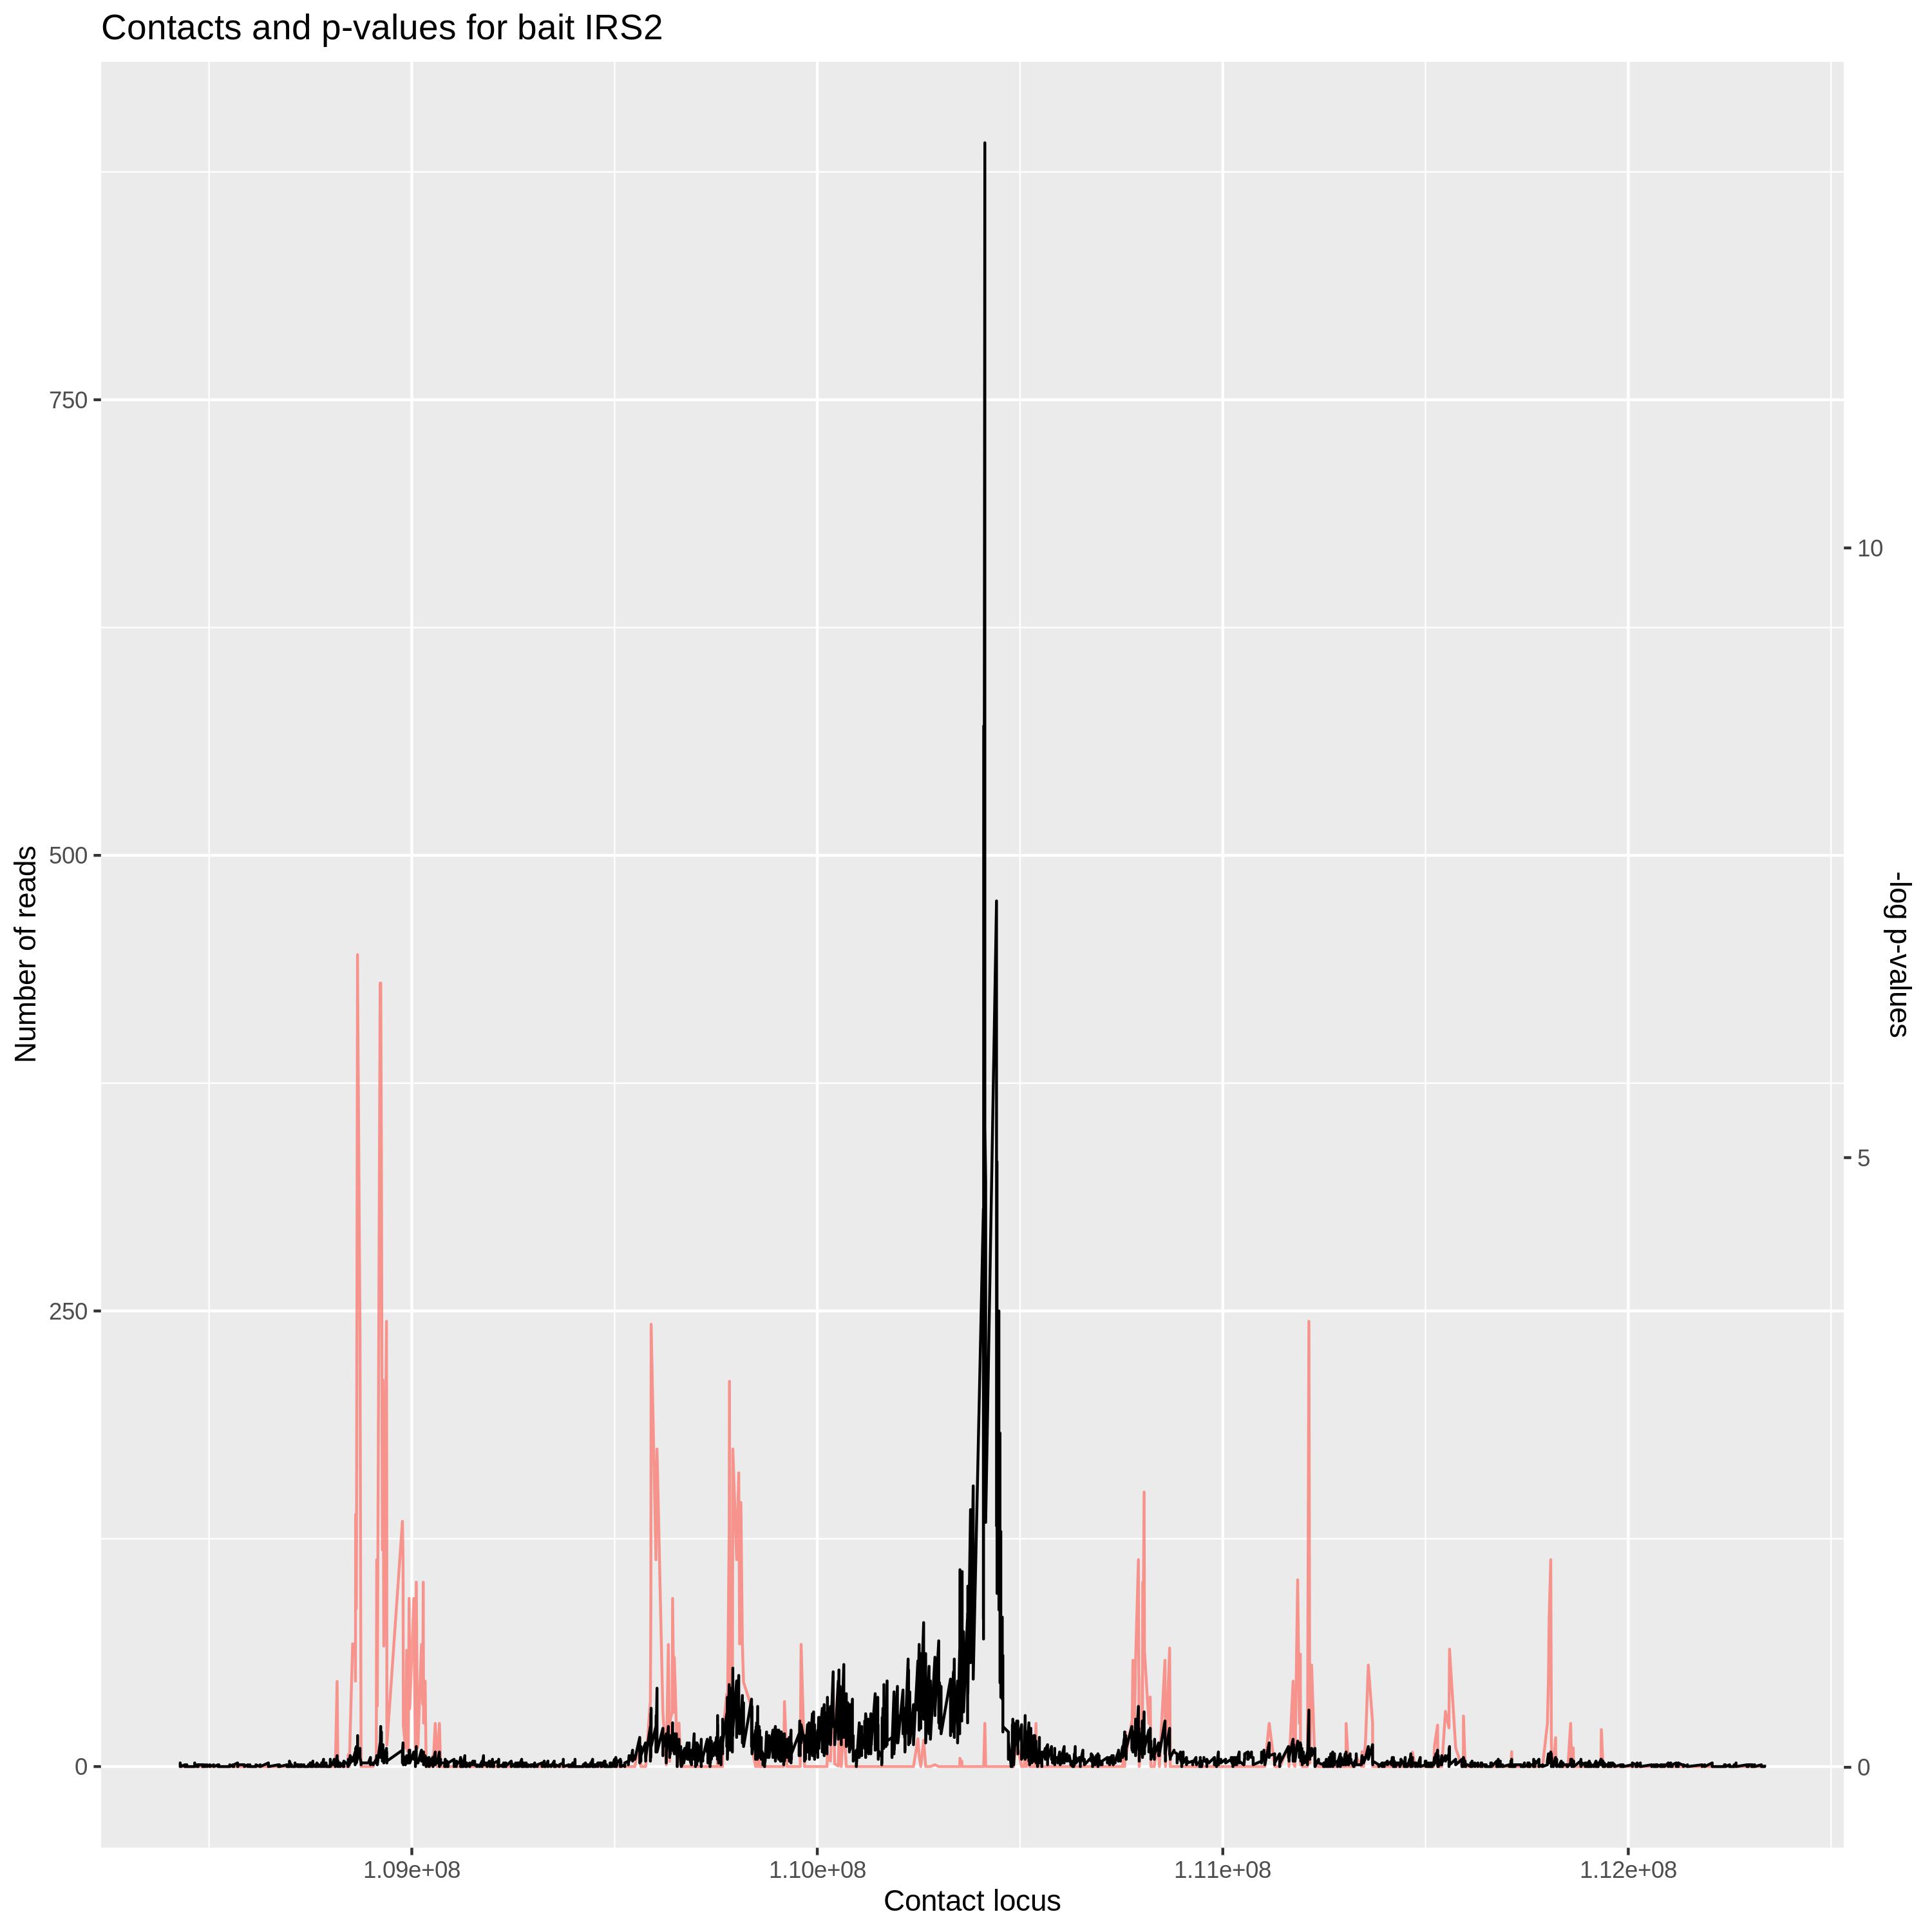 Contacts and p-values for bait IRS2
750
500
250
0
Number of reads
10
5
0
-log p-values
1.09e+08 1.10e+08 1.11e+08 1.12e+08
Contact locus